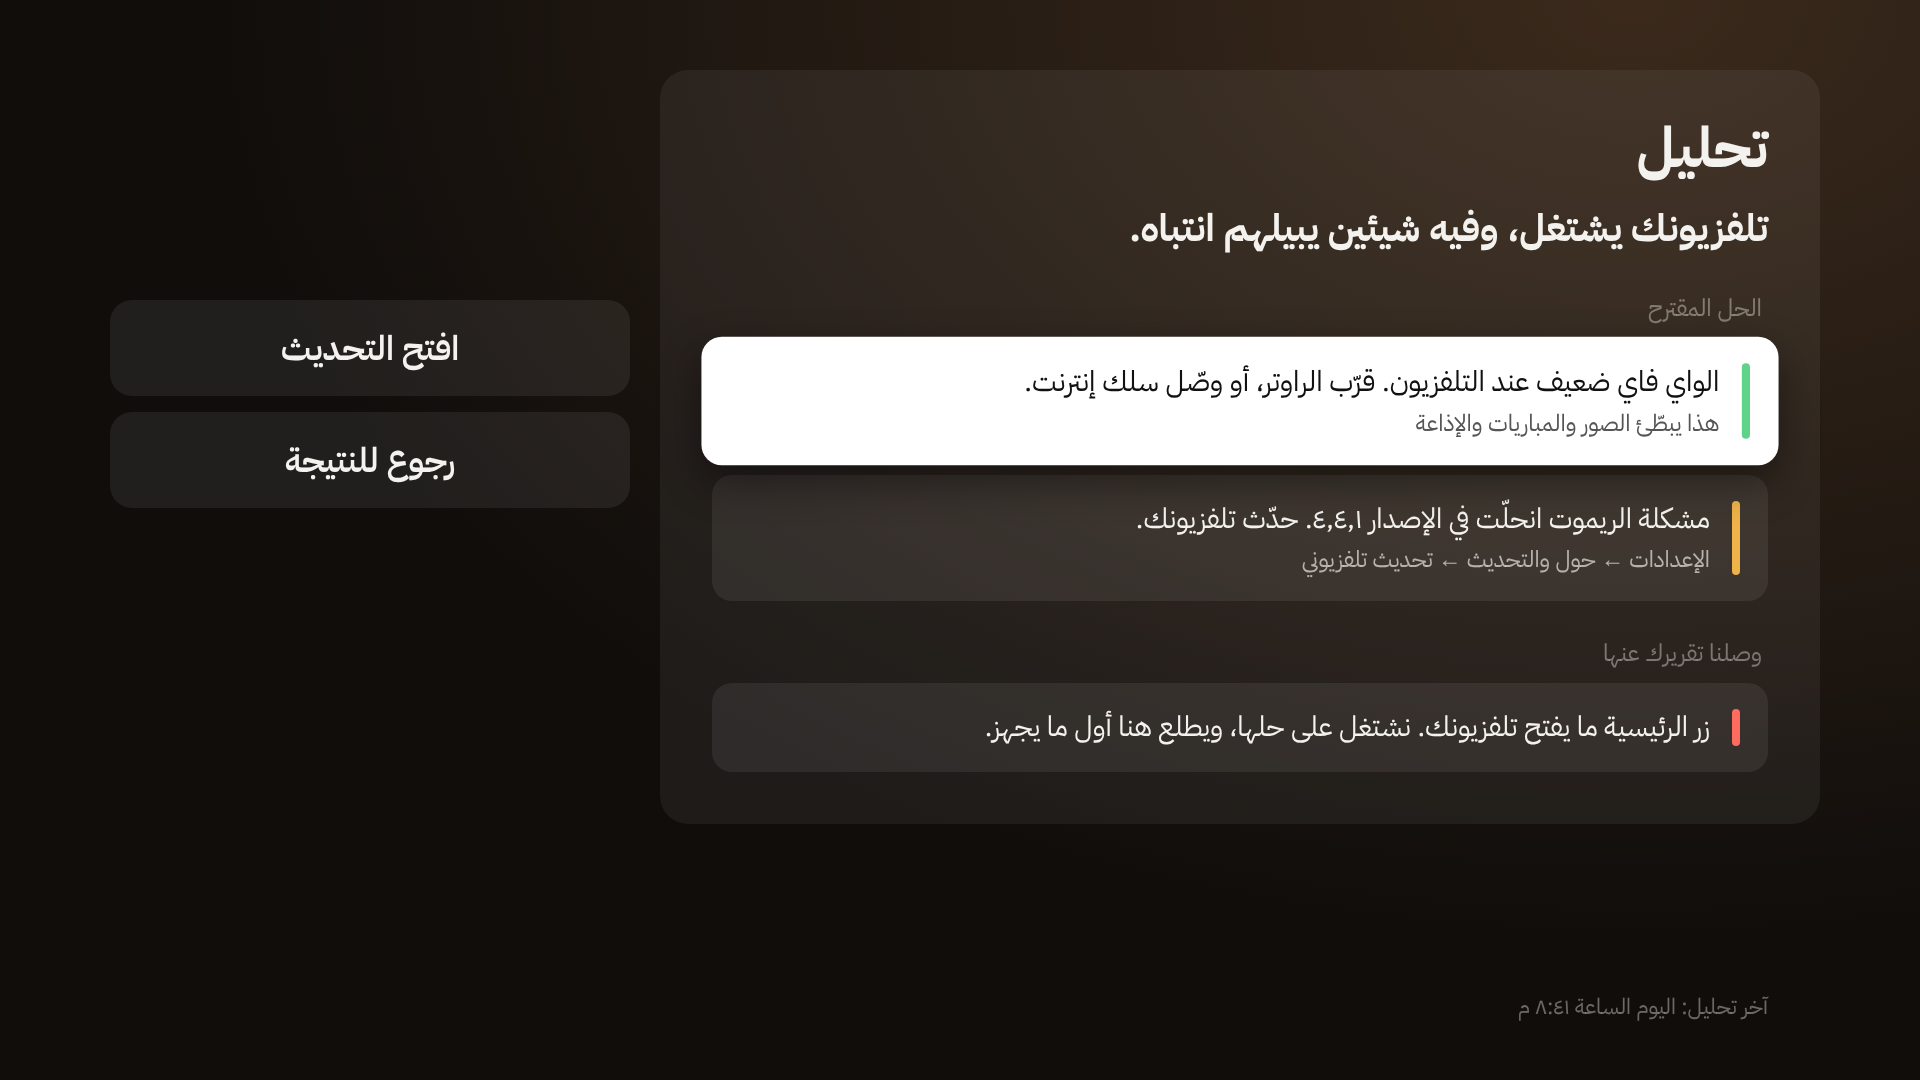 تحليل
تلفزيونك يشتغل، وفيه شيئين يبيلهم انتباه.
الحل المقترح
الواي فاي ضعيف عند التلفزيون. قرّب الراوتر، أو وصّل سلك إنترنت.
هذا يبطّئ الصور والمباريات والإذاعة
مشكلة الريموت انحلّت في الإصدار ٤,٤,١. حدّث تلفزيونك.
الإعدادات ← حول والتحديث ← تحديث تلفزيوني
وصلنا تقريرك عنها
زر الرئيسية ما يفتح تلفزيونك. نشتغل على حلها، ويطلع هنا أول ما يجهز.
افتح التحديث
رجوع للنتيجة
آخر تحليل: اليوم الساعة ٨:٤١ م